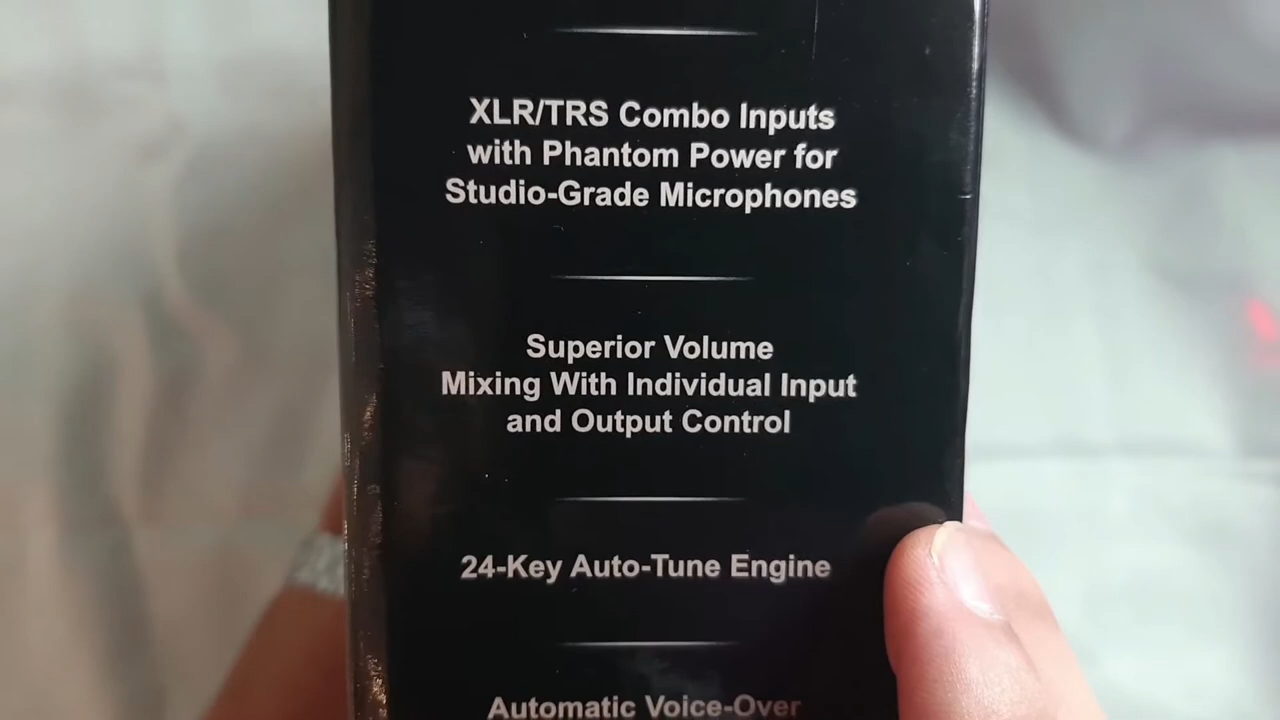 XLR/TRS Combo Inputs
with Phantom Power for
Studio-Grade Microphones
Superior Volume
Mixing With Individual Input
and Output Control
24-Key Auto-Tune Engine
Automatic Voice-Over